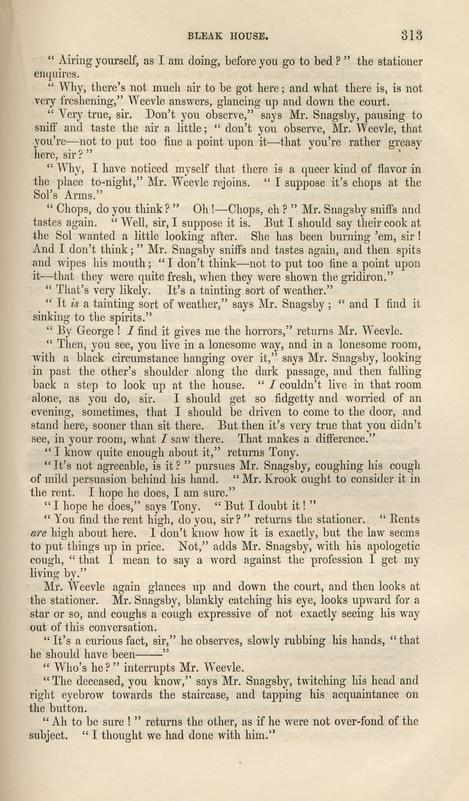 BLEAK HOUSE. 313
“ Airing yourself, as I am doing, before you go to bed ? ” the stationer
enquires.
“ Why, there’s not much air to be got here ; and what there is, is not
very freshening,” Weevle answers, glancing up and down the court.
“ Very true, sir. Don’t you observe,” says Mr. Snagsby, pausing to
sniff and taste the air a little ; “ don’t you observe, Mr. Weevle, that
you’re—not to put too fine a point upon it—that you’re rather greasy
here, sir ? ”
“ Why, I have noticed myself that there is a queer kind of flavor in
the place to-night,” Mr. Weevle rejoins. “ I suppose it’s chops at the
Sol’s Arms.”
“ Chops, do you think ? ” Oh !—Chops, eh ? ” Mr. Snagsby sniffs and
tastes again. “ Well, sir, I suppose it is. But I should say their cook at
the Sol wanted a little looking after. She has been burning ’em, sir !
And I don’t think ; ” Mr. Snagsby sniffs and tastes again, and then spits
and wipes his mouth ; “ I don’t think—not to put too fine a point upon
it—that they were quite fresh, when they were shown the gridiron.”
“ That’s very likely. It’s a tainting sort of weather.”
“ It is a tainting sort of weather,” says Mr. Snagsby ; “ and I find it
sinking to the spirits.”
“ By George ! I find it gives me the horrors,” returns Mr. Weevle.
“ Then, you see, you live in a lonesome way, and in a lonesome room,
with a black circumstance hanging over it,” says Mr. Snagsby, looking
in past the other’s shoulder along the dark passage, and then falling
back a step to look up at the house. “ I couldn’t live in that room
alone, as you do, sir. I should get so fidgetty and worried of an
evening, sometimes, that I should be driven to come to the door, and
stand here, sooner than sit there. But then it’s very true that you didn’t
see, in your room, what I saw there. That makes a difference.”
“ I know quite enough about it,” returns Tony.
“ It’s not agreeable, is it ? ” pursues Mr. Snagsby, coughing his cough
of mild persuasion behind his hand. “ Mr. Krook ought to consider it in
the rent. I hope he does, I am sure.”
“ I hope he does,” says Tony. “ But I doubt it ! ”
“ You find the rent high, do you, sir ? ” returns the stationer. “ Rents
are high about here. I don’t know how it is exactly, but the law seems
to put things up in price. Not,” adds Mr. Snagsby, with his apologetic
cough, “ that I mean to say a word against the profession I get my
living by.”
Mr. Weevle again glances up and down the court, and then looks at
the stationer. Mr. Snagsby, blankly catching his eye, looks upward for a
star or so, and coughs a cough expressive of not exactly seeing his way
out of this conversation.
“ It’s a curious fact, sir,” he observes, slowly rubbing his hands, “ that
he should have been——”
“ Who’s he ? ” interrupts Mr. Weevle.
“ The deceased, you know,” says Mr. Snagsby, twitching his head and
right eyebrow towards the staircase, and tapping his acquaintance on
the button.
“ Ah to be sure ! ” returns the other, as if he were not over-fond of the
subject. “ I thought we had done with him.”